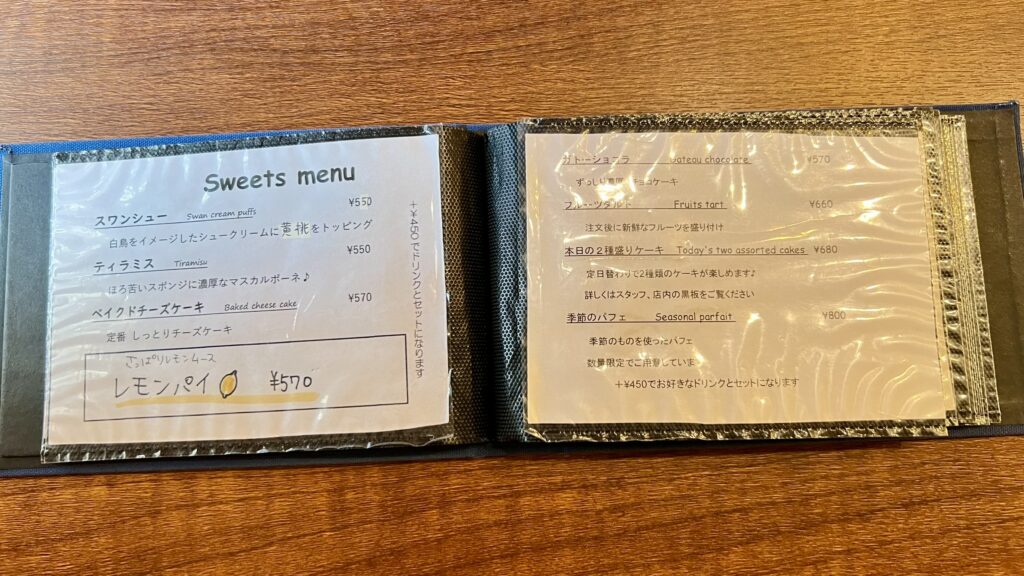 Sweets menu
スワンシュー Swan cream puffs ¥550
白鳥をイメージしたシュークリームに黄桃をトッピング
ティラミス Tiramisu ¥550
ほろ苦いスポンジに濃厚なマスカルポーネ♪
ベイクドチーズケーキ Baked cheese cake ¥570
定番 しっとりチーズケーキ
さっぱりレモンムース
レモンパイ ¥570
+¥450でドリンクとセットになります
ガトーショコラ Gateau chocolate ¥570
ずっしり濃厚 チョコケーキ
フルーツタルト Fruits tart ¥660
注文後に新鮮なフルーツを盛り付け
本日の2種盛りケーキ Today's two assorted cakes ¥680
定日替わりで2種類のケーキが楽しめます♪
詳しくはスタッフ、店内の黒板をご覧ください
季節のパフェ Seasonal parfait ¥800
季節のものを使ったパフェ
数量限定でご用意していま
+¥450でお好きなドリンクとセットになります